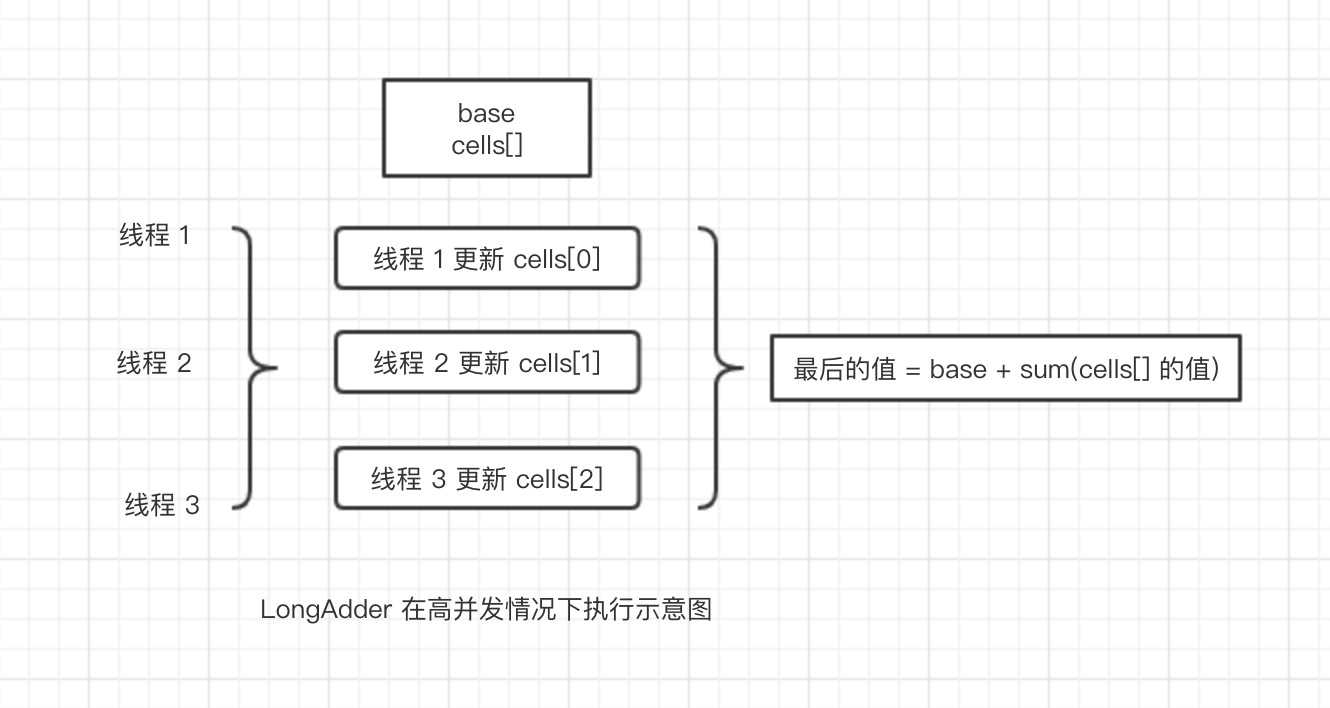 base
cells[]
线程 1
线程 1 更新 cells[0]
线程 2
线程 2 更新 cells[1]
最后的值 = base + sum(cells[] 的值)
线程 3
线程 3 更新 cells[2]
LongAdder 在高并发情况下执行示意图